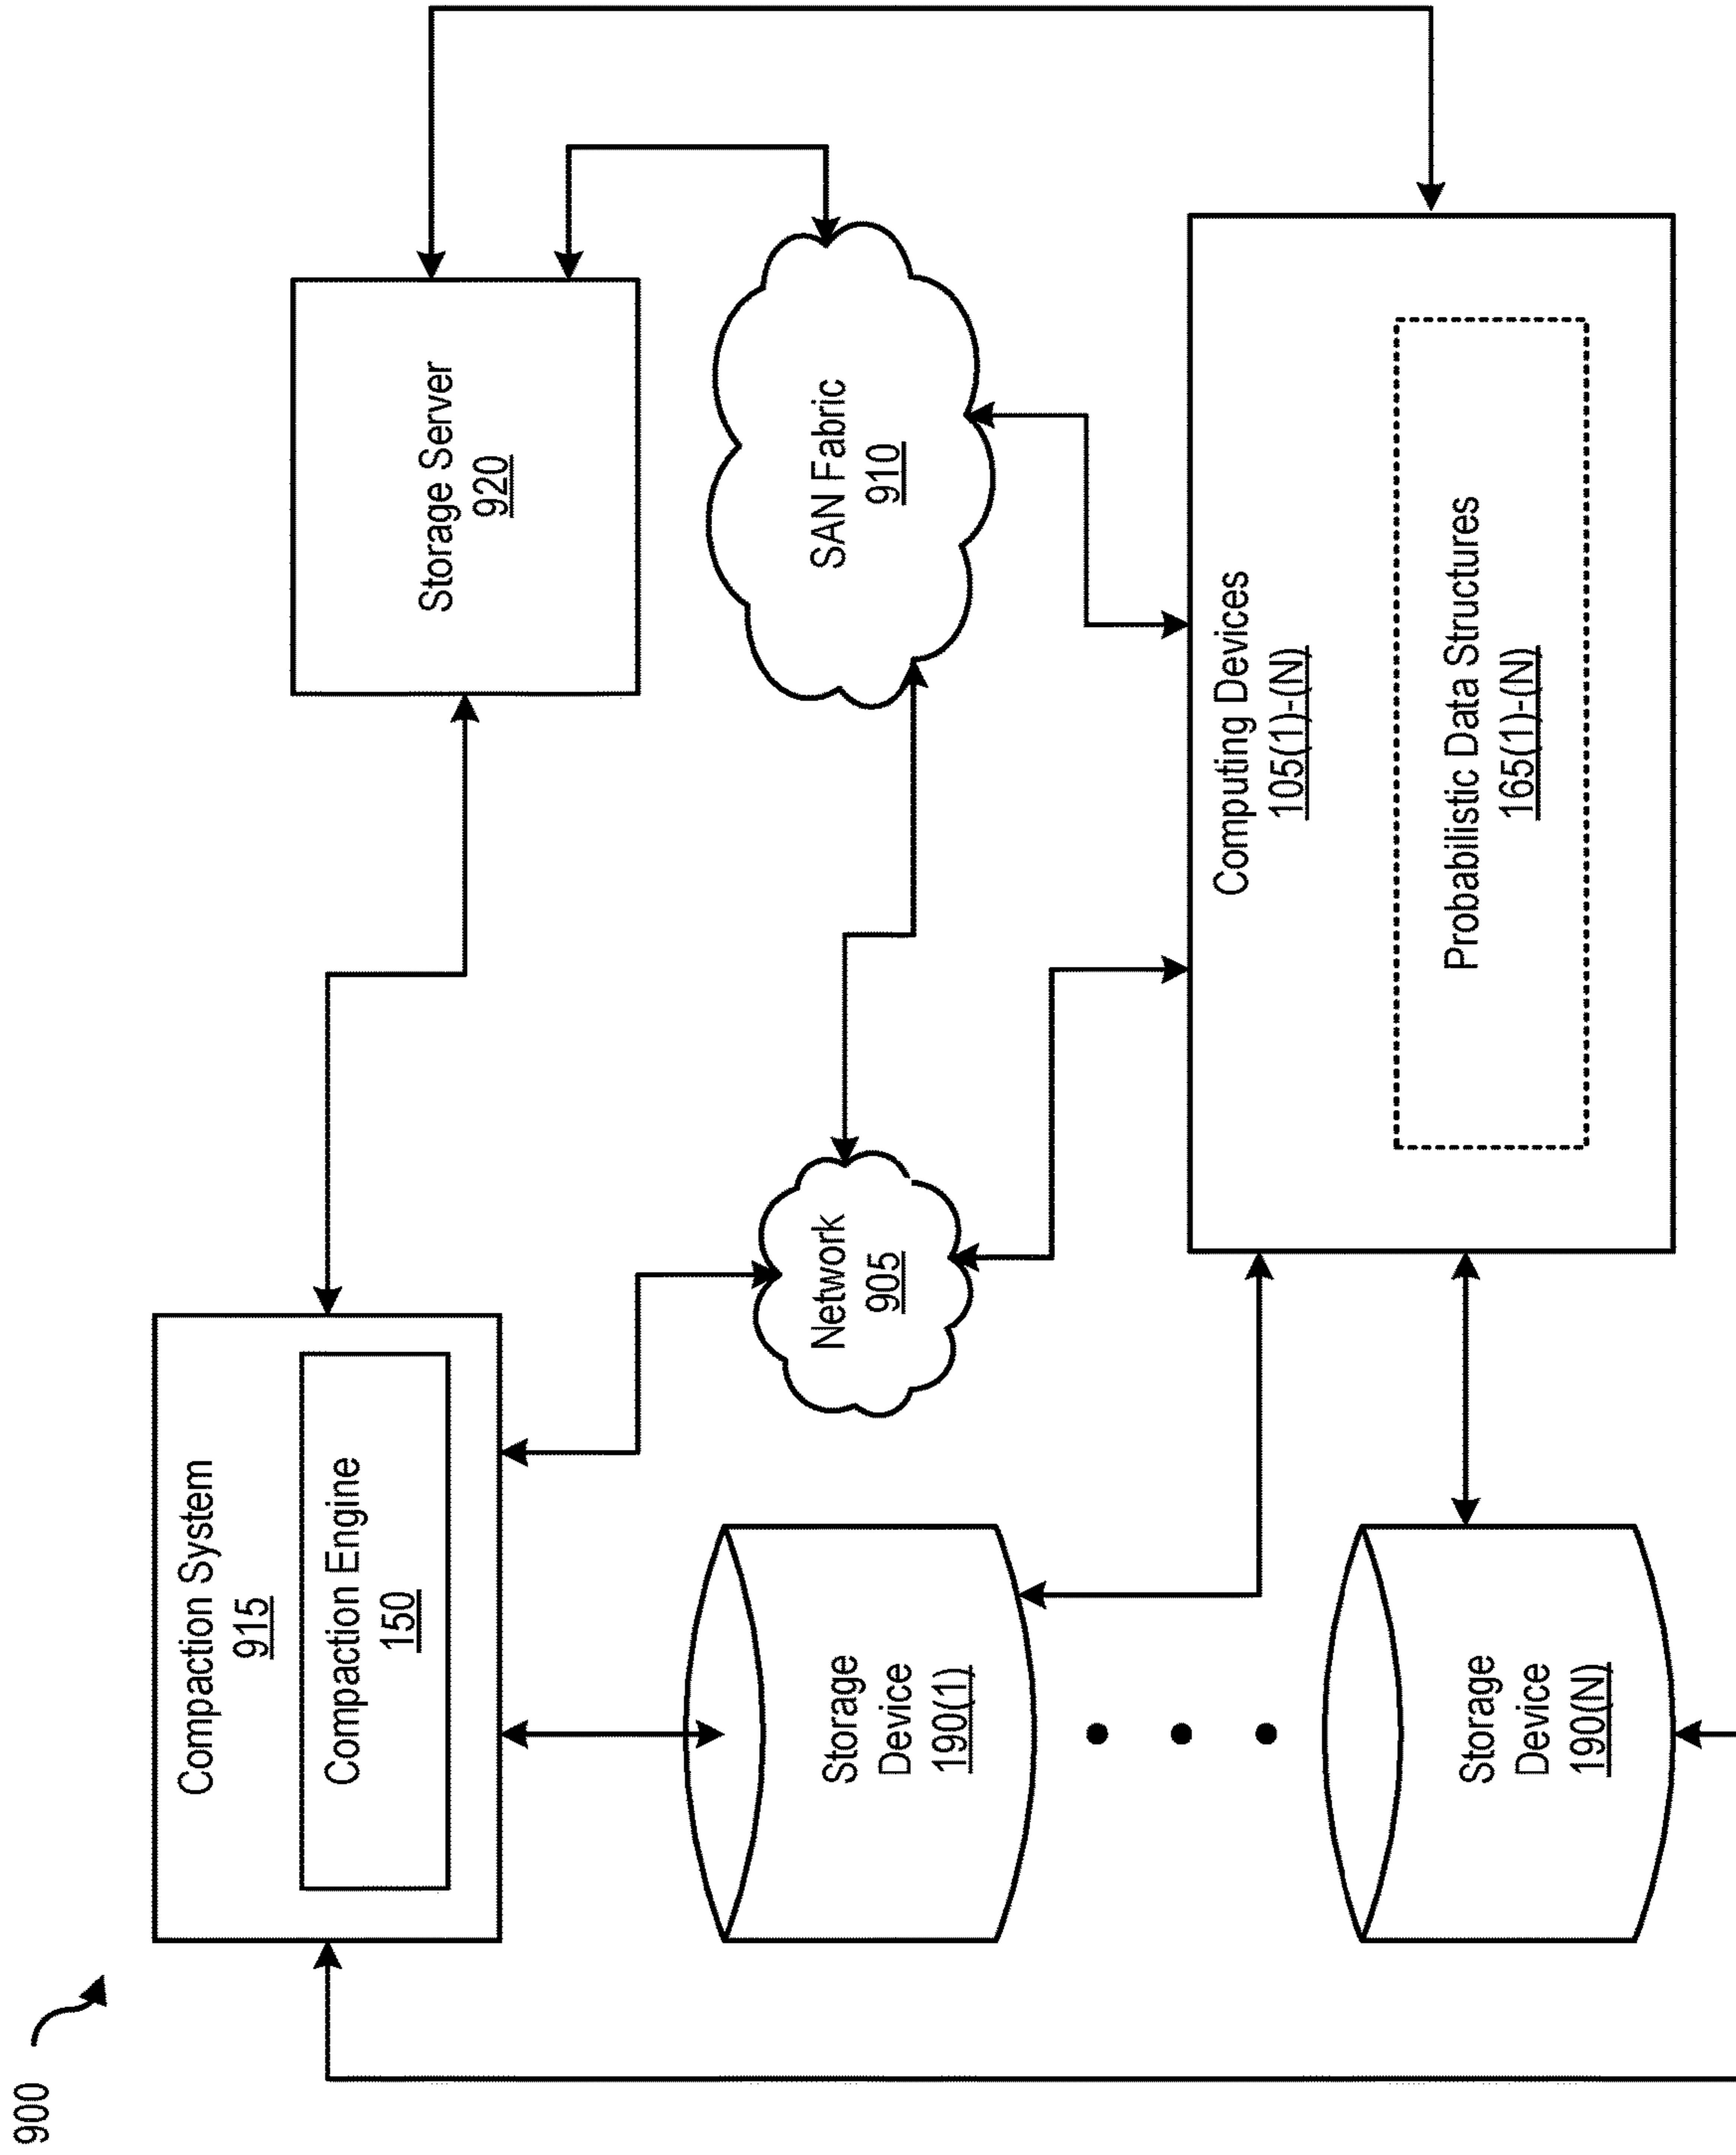 900
Compaction System
915
Compaction Engine
150
Storage Server
920
Network
905
SAN Fabric
910
Storage
Device
190(1)
Storage
Device
190(N)
Computing Devices
105(1)-(N)
Probabilistic Data Structures
165(1)-(N)